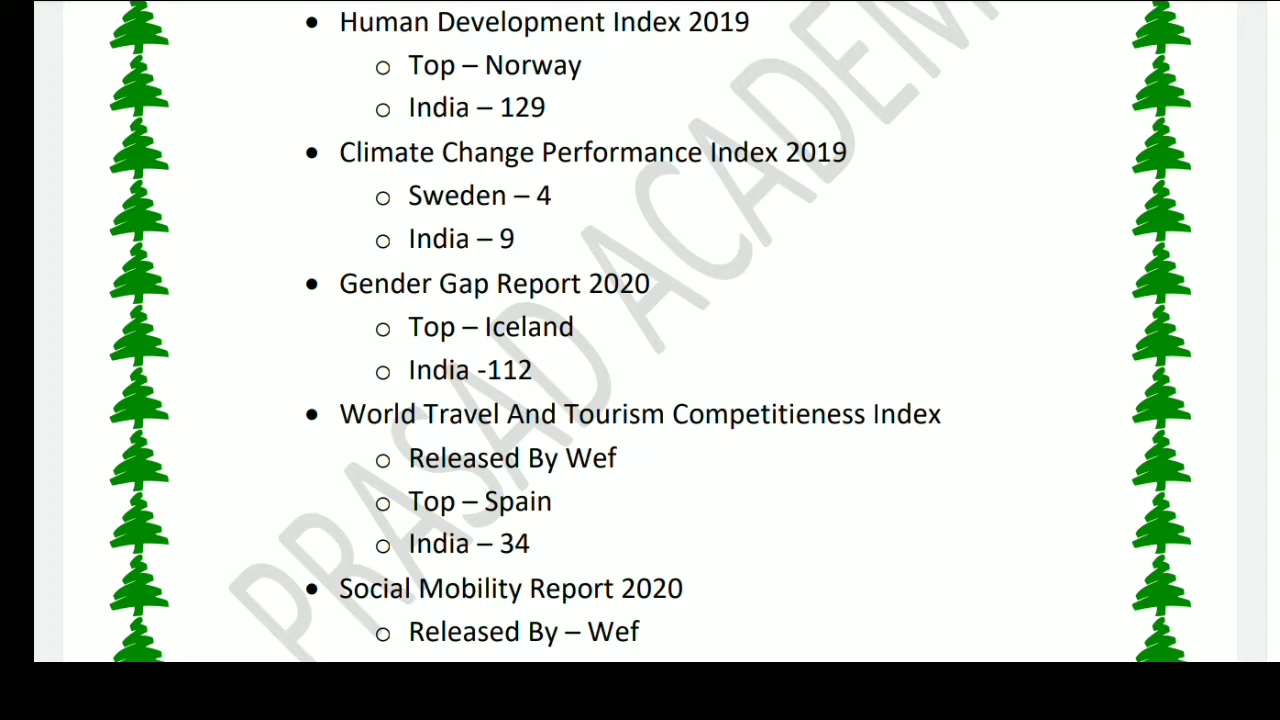 • Human Development Index 2019
o Top – Norway
o India – 129
• Climate Change Performance Index 2019
o Sweden – 4
o India – 9
• Gender Gap Report 2020
o Top – Iceland
o India -112
• World Travel And Tourism Competitieness Index
o Released By Wef
o Top – Spain
o India – 34
• Social Mobility Report 2020
o Released By – Wef
PRASAD ACADEM